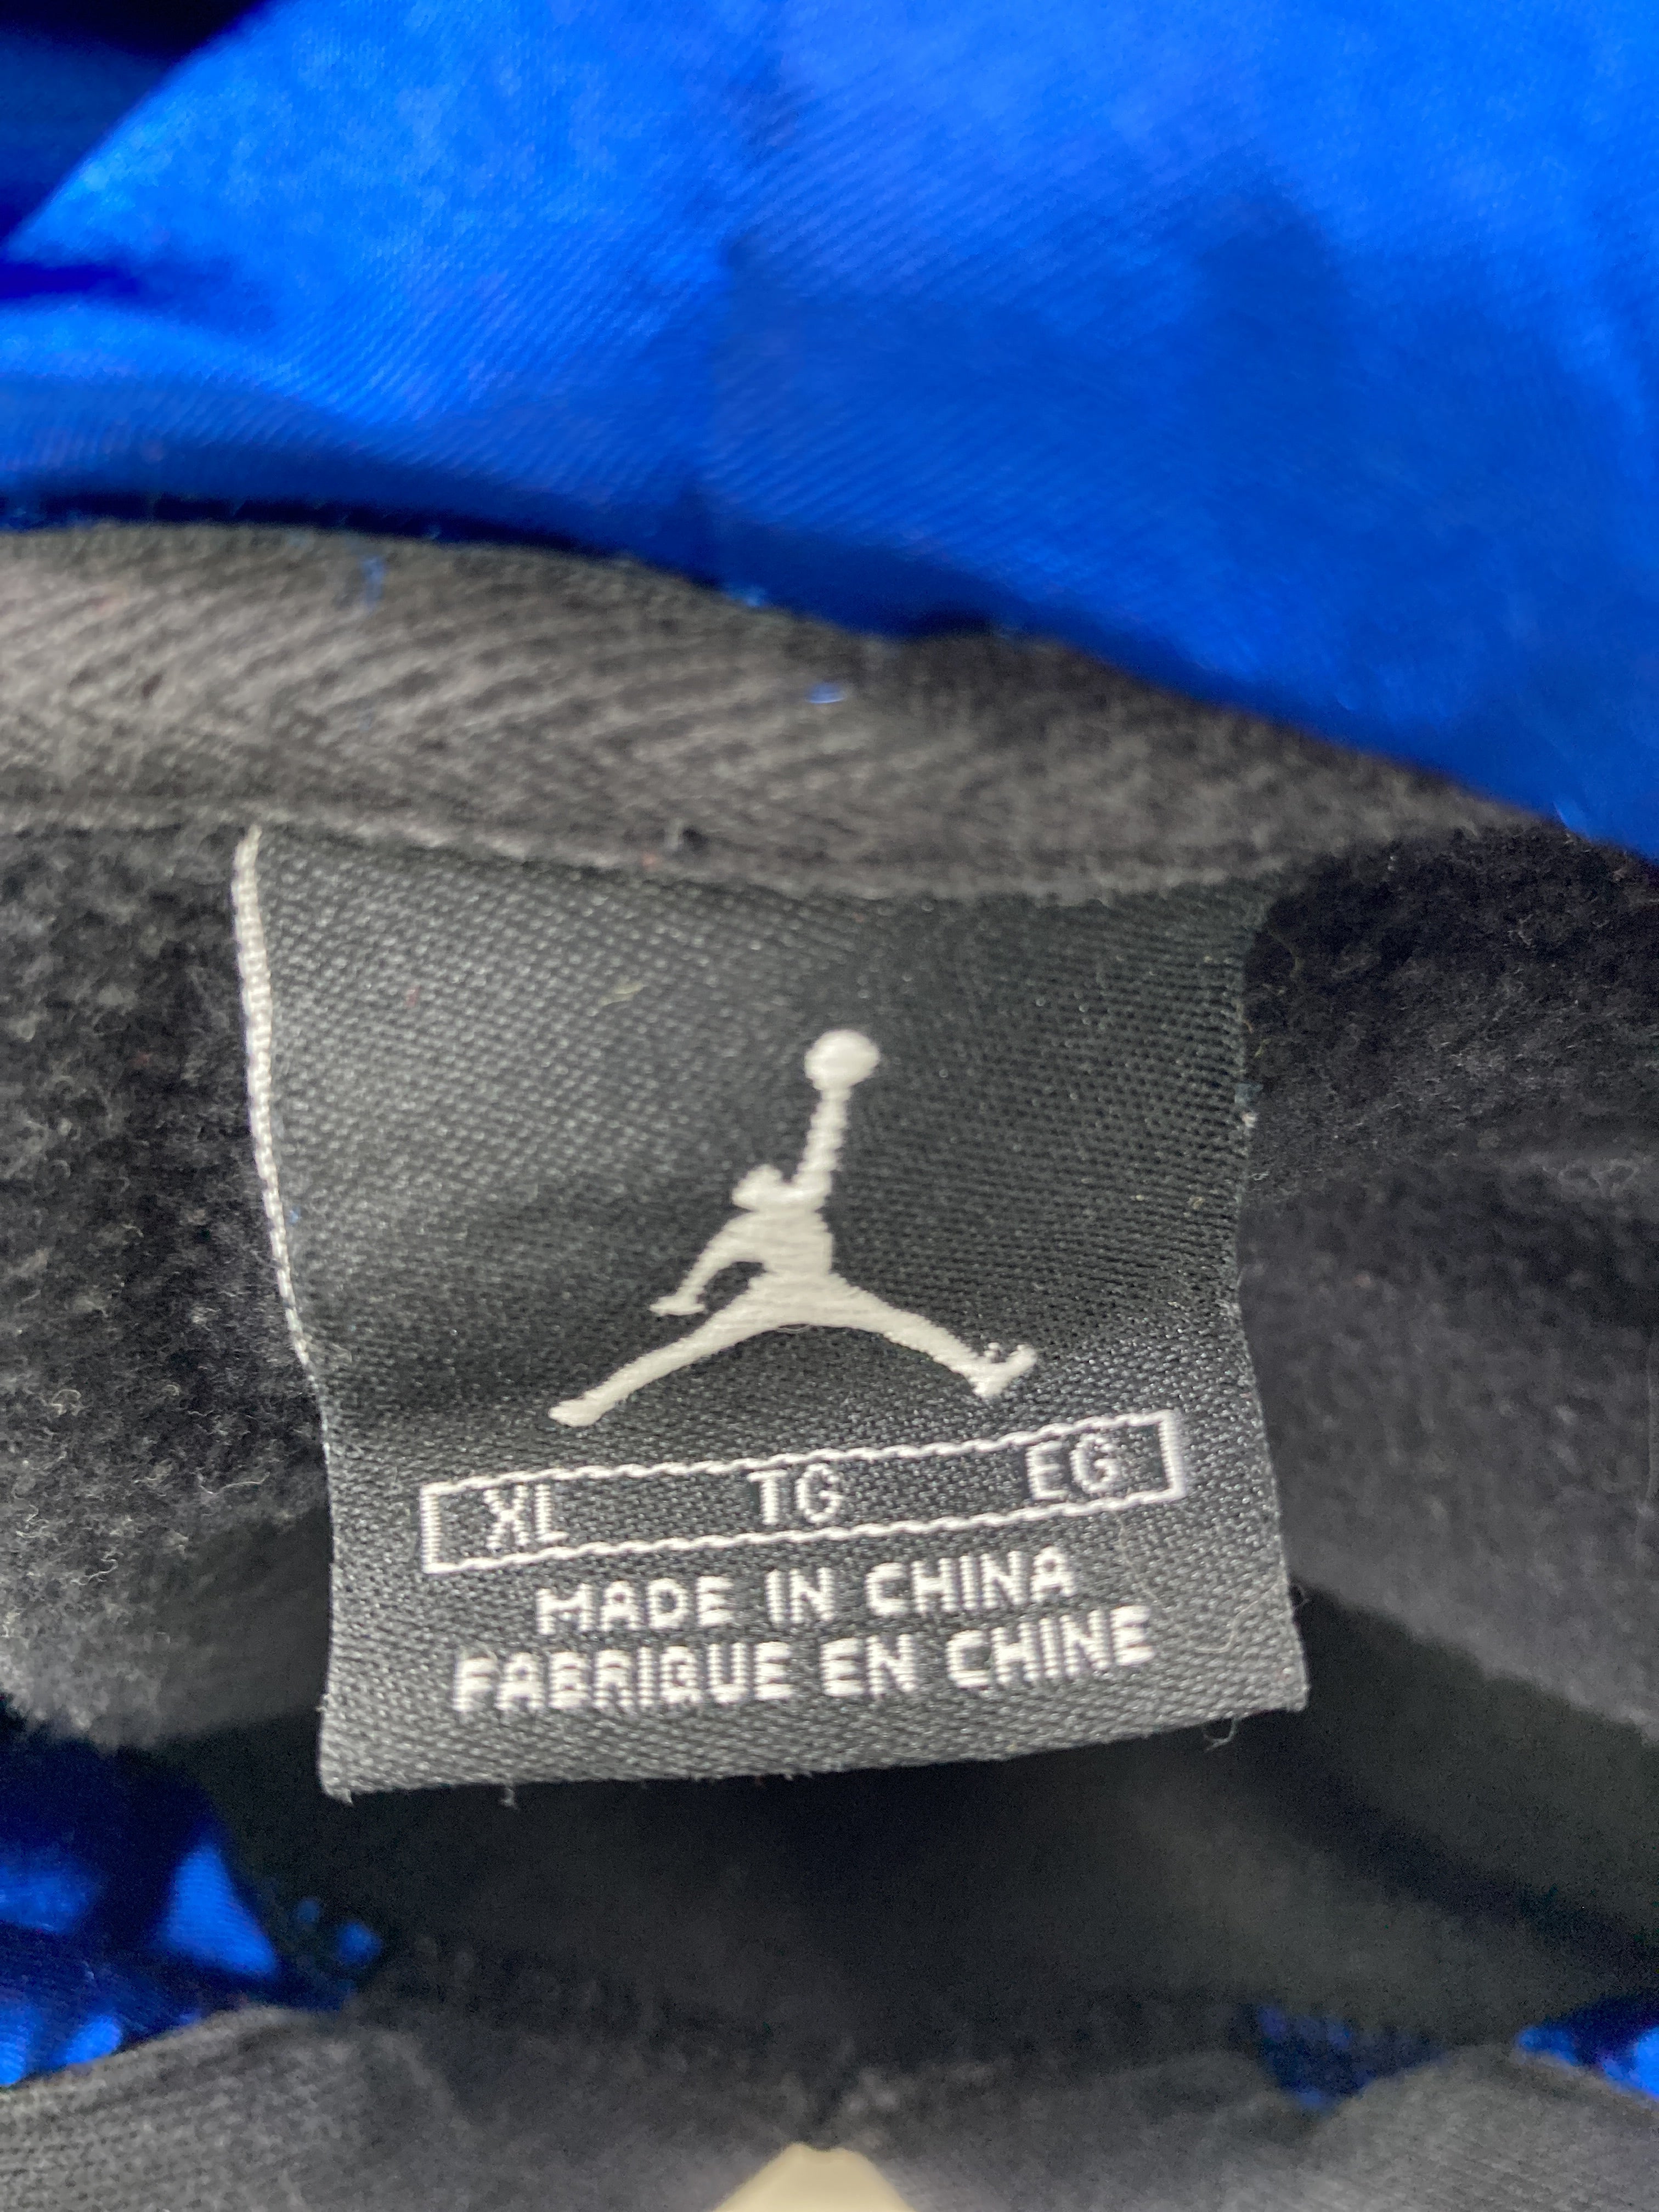 XL TG EG
MADE IN CHINA
FABRIQUE EN CHINE